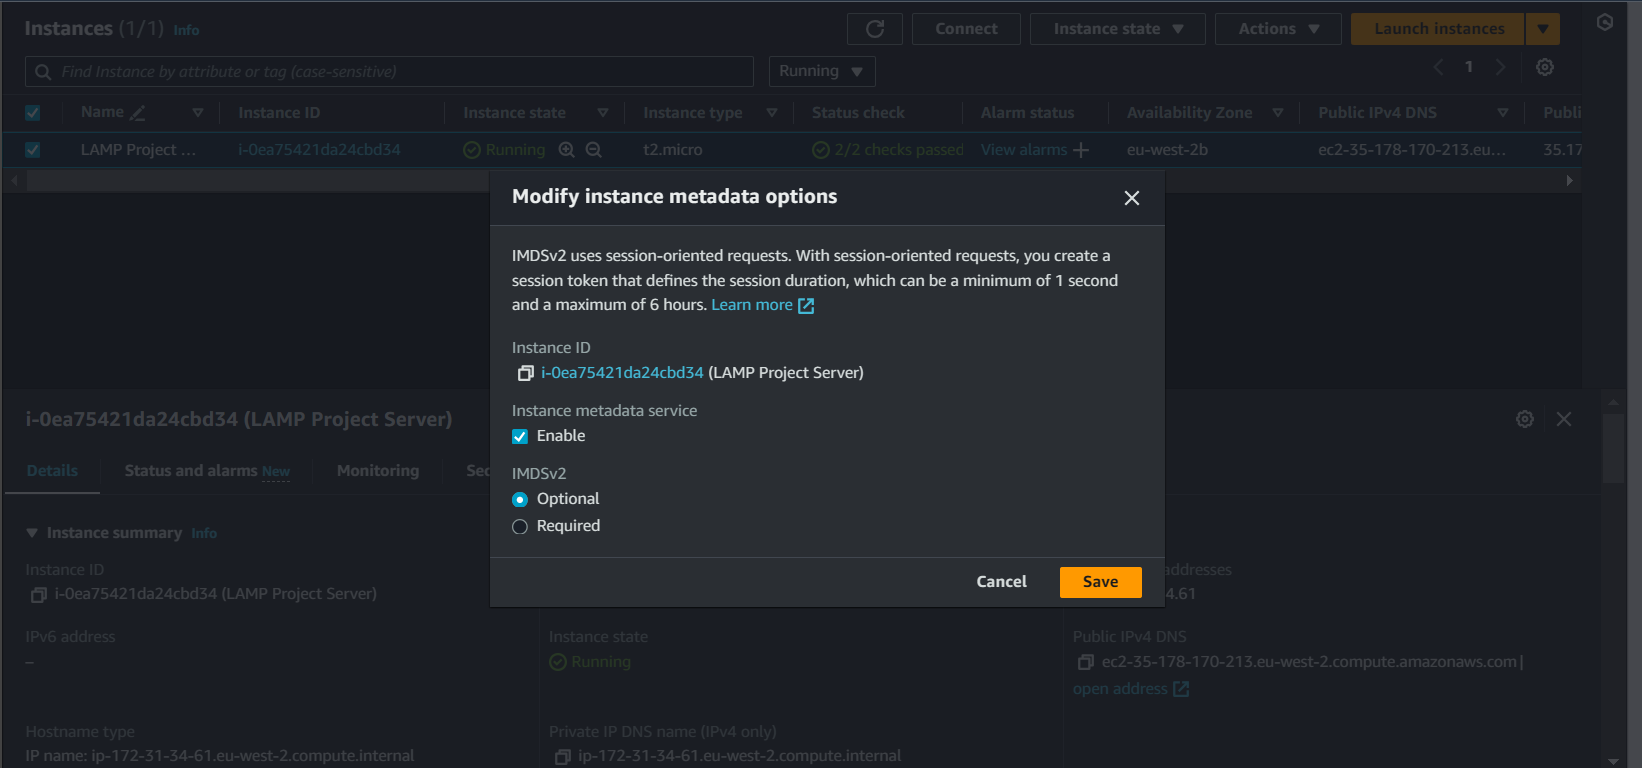 Instances (1/1) Info
Connect
Instance state
Actions
Launch instances
Find Instance by attribute or tag (case-sensitive)
Running
1
Name
Instance ID
Instance state
Instance type
Status check
Alarm status
Availability Zone
Public IPv4 DNS
Publi
LAMP Project ...
i-0ea75421da24cbd34
Running
t2.micro
2/2 checks passed
View alarms
eu-west-2b
ec2-35-178-170-213.eu...
35.17
Modify instance metadata options
IMDSv2 uses session-oriented requests. With session-oriented requests, you create a
session token that defines the session duration, which can be a minimum of 1 second
and a maximum of 6 hours. Learn more
Instance ID
i-0ea75421da24cbd34 (LAMP Project Server)
Instance metadata service
Enable
IMDSv2
Optional
Required
Cancel
Save
i-0ea75421da24cbd34 (LAMP Project Server)
Details
Status and alarms New
Monitoring
Sec
Instance summary Info
Instance ID
i-0ea75421da24cbd34 (LAMP Project Server)
addresses
4.61
IPv6 address
–
Instance state
Running
Public IPv4 DNS
ec2-35-178-170-213.eu-west-2.compute.amazonaws.com |
open address
Hostname type
IP name: ip-172-31-34-61.eu-west-2.compute.internal
Private IP DNS name (IPv4 only)
ip-172-31-34-61.eu-west-2.compute.internal